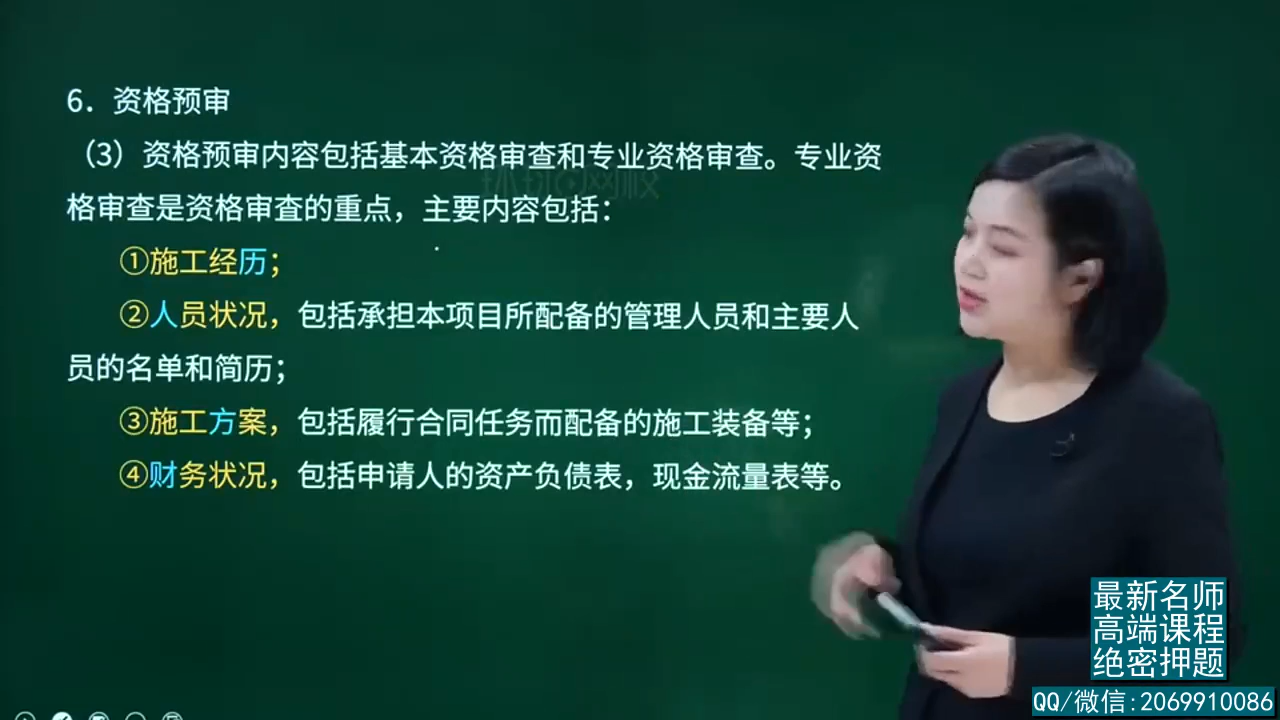 6．资格预审
（3）资格预审内容包括基本资格审查和专业资格审查。专业资
格审查是资格审查的重点，主要内容包括：
环球网校
①施工经历；
②人员状况，包括承担本项目所配备的管理人员和主要人
员的名单和简历；
③施工方案，包括履行合同任务而配备的施工装备等；
④财务状况，包括申请人的资产负债表，现金流量表等。
最新名师
高端课程
绝密押题
QQ/微信:2069910086